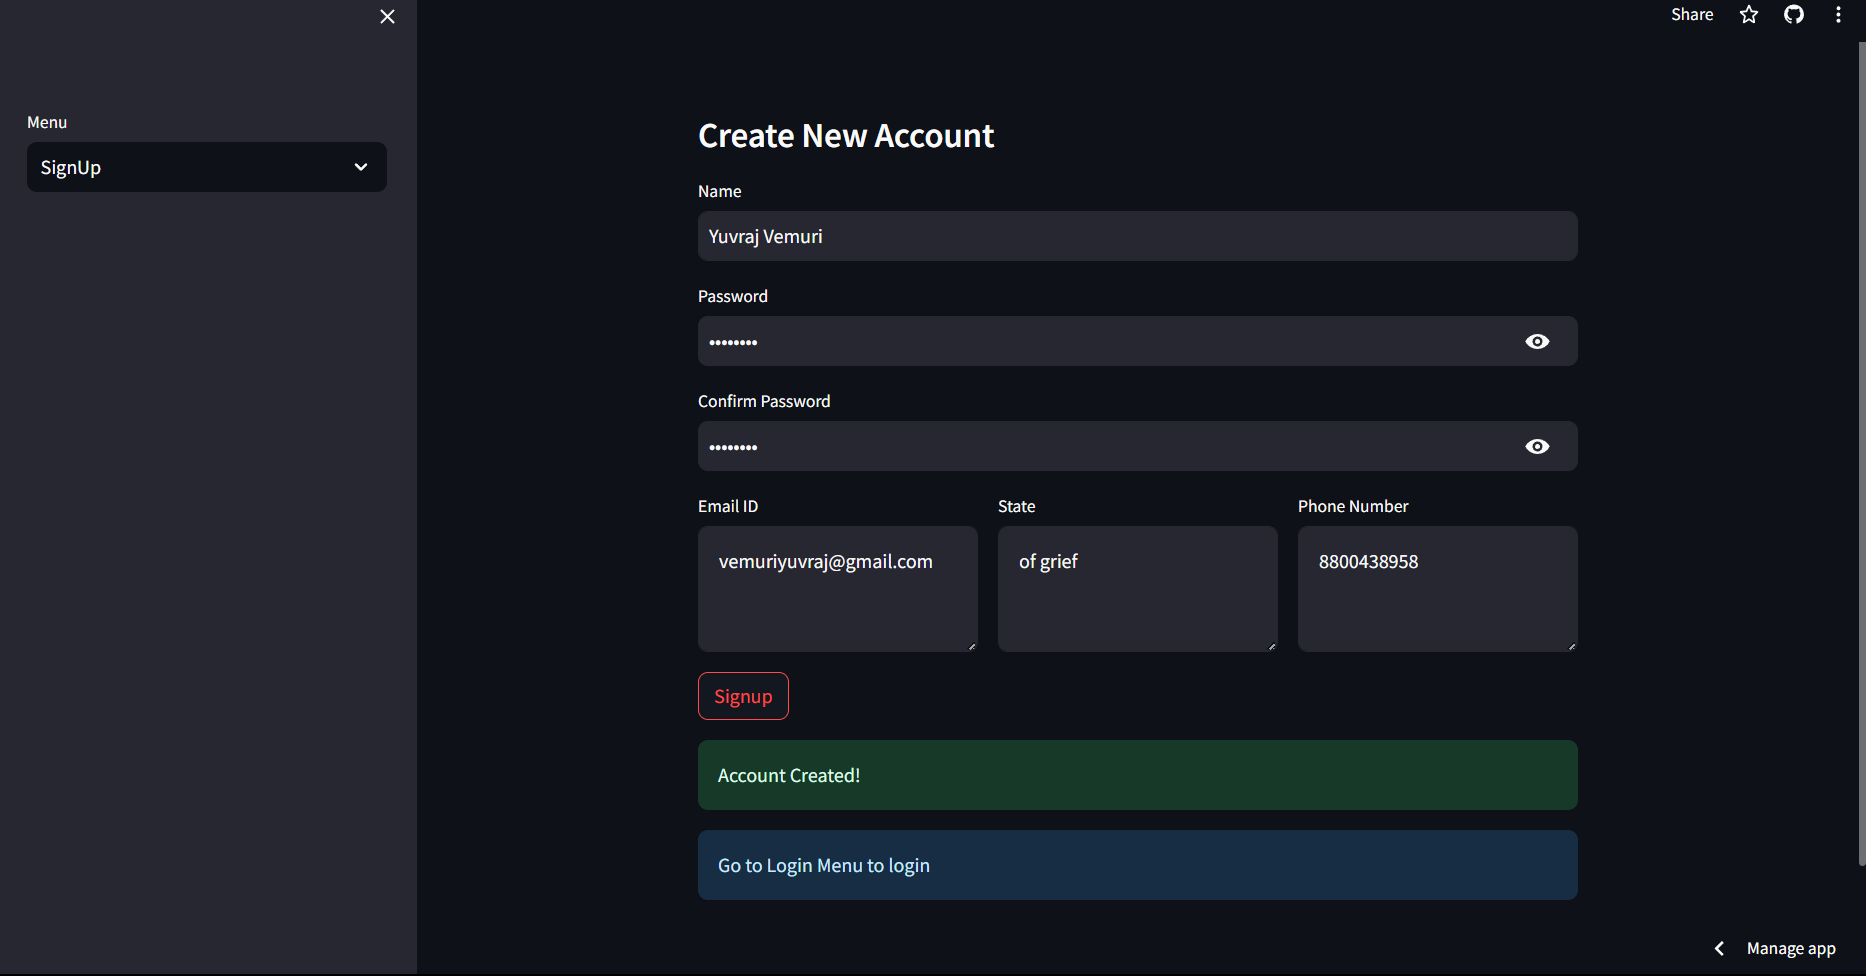 Share
Menu
SignUp
Create New Account
Name
Yuvraj Vemuri
Password
••••••••
Confirm Password
••••••••
Email ID State Phone Number
vemuriyuvraj@gmail.com of grief 8800438958
Signup
Account Created!
Go to Login Menu to login
Manage app